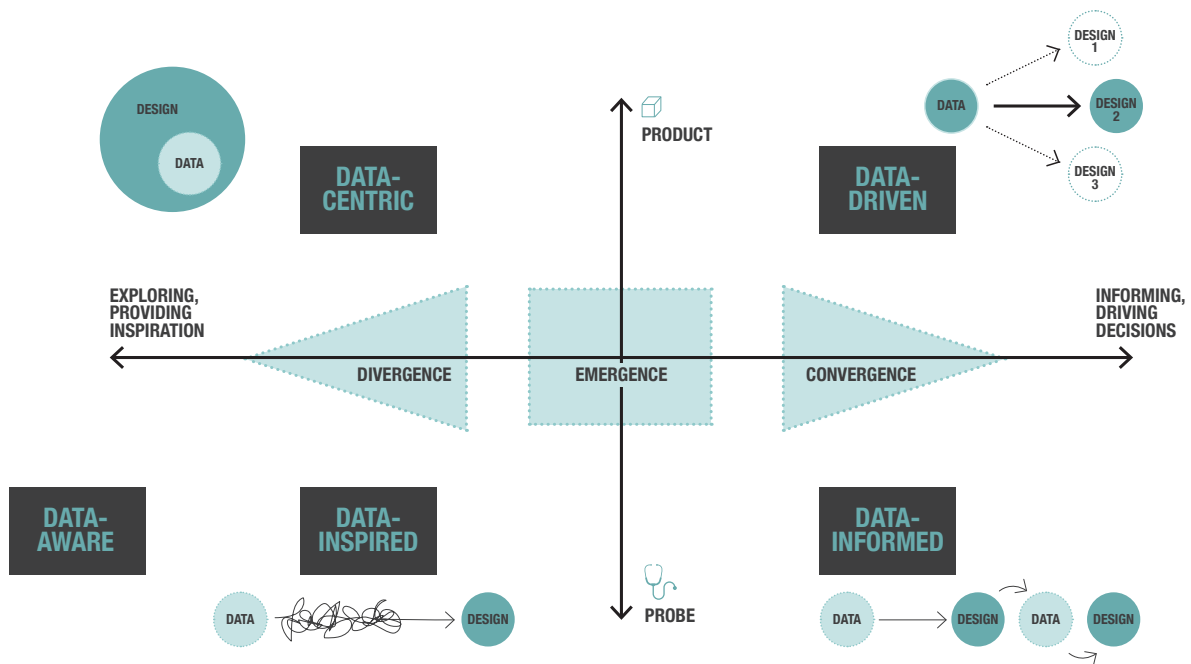 DESIGN
DATA
DATA-
CENTRIC
PRODUCT
DATA-
DRIVEN
DATA
DESIGN
1
DESIGN
2
DESIGN
3
EXPLORING,
PROVIDING
INSPIRATION
INFORMING,
DRIVING
DECISIONS
DIVERGENCE
EMERGENCE
CONVERGENCE
DATA-
AWARE
DATA-
INSPIRED
DATA-
INFORMED
DATA
DESIGN
PROBE
DATA
DESIGN
DATA
DESIGN